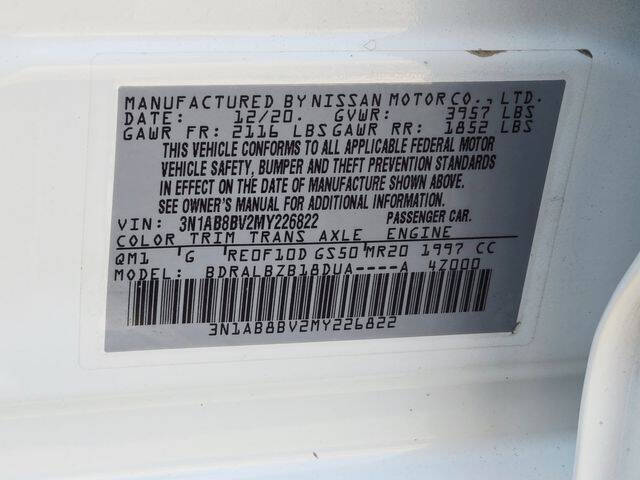 MANUFACTURED BY NISSAN MOTOR CO., LTD.
DATE: 12/20. GVWR: 3957 LBS
GAWR FR: 2116 LBS GAWR RR: 1852 LBS
THIS VEHICLE CONFORMS TO ALL APPLICABLE FEDERAL MOTOR
VEHICLE SAFETY, BUMPER AND THEFT PREVENTION STANDARDS
IN EFFECT ON THE DATE OF MANUFACTURE SHOWN ABOVE.
SEE OWNER'S MANUAL FOR ADDITIONAL INFORMATION.
VIN: 3N1AB8BV2MY226822 PASSENGER CAR.
COLOR TRIM TRANS AXLE ENGINE
QM1 G RE0F10D GS50 MR20 1997 CC
MODEL: BDRALBZB18DUA----A 47000
3N1AB8BV2MY226822